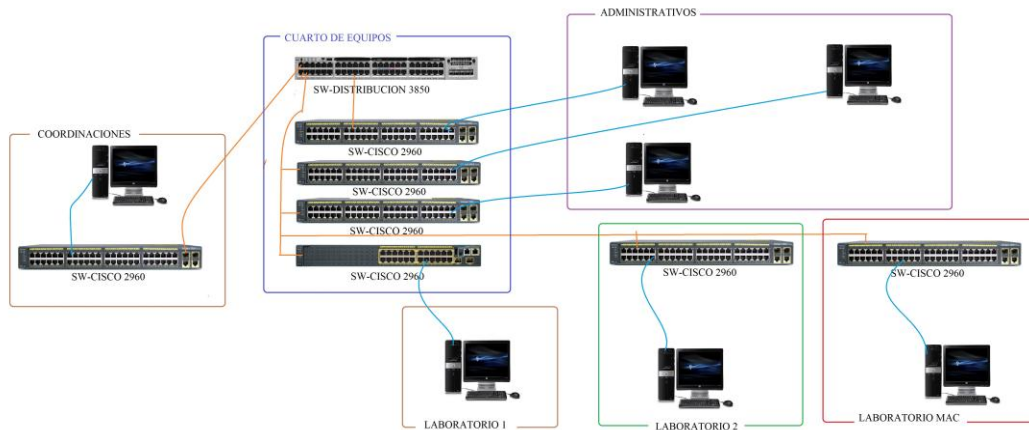 ADMINISTRATIVOS
CUARTO DE EQUIPOS
SW-DISTRIBUCION 3850
COORDINACIONES
SW-CISCO 2960
SW-CISCO 2960
SW-CISCO 2960
SW-CISCO 2960
SW-CISCO 2960
SW-CISCO 2960
SW-CISCO 2960
LABORATORIO 1
LABORATORIO 2
LABORATORIO MAC